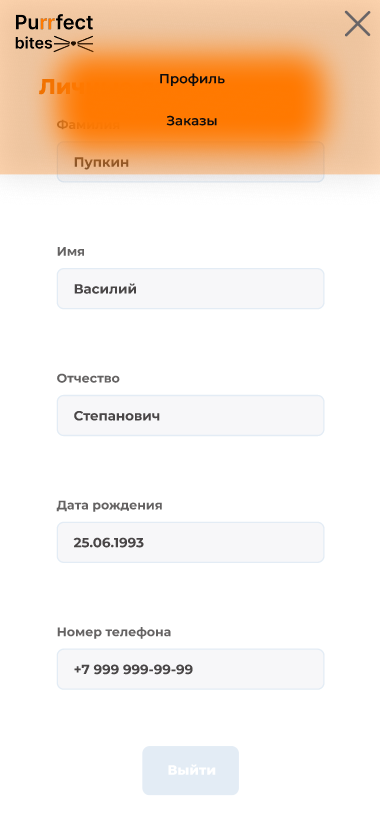 Purrfect
bites
Профиль
Заказы
Пупкин
Имя
Василий
Отчество
Степанович
Дата рождения
25.06.1993
Номер телефона
+7 999 999-99-99
Выйти